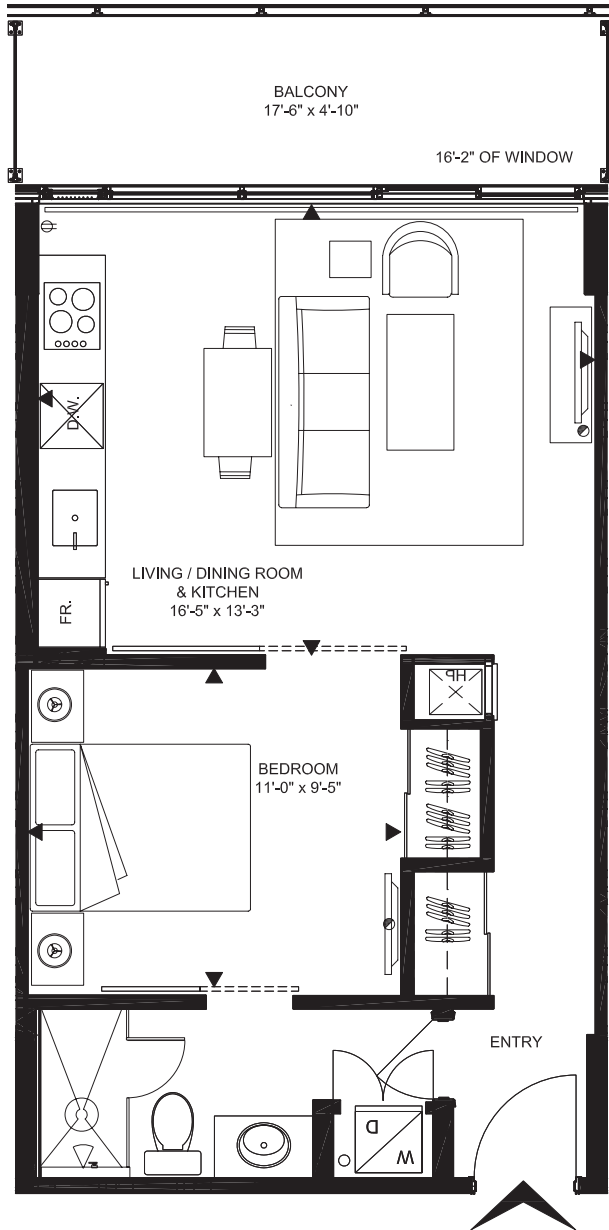 BALCONY
17'-6" x 4'-10"
16'-2" OF WINDOW
D.W.
LIVING / DINING ROOM
& KITCHEN
16'-5" x 13'-3"
FR.
HP
BEDROOM
11'-0" x 9'-5"
ENTRY
D
W